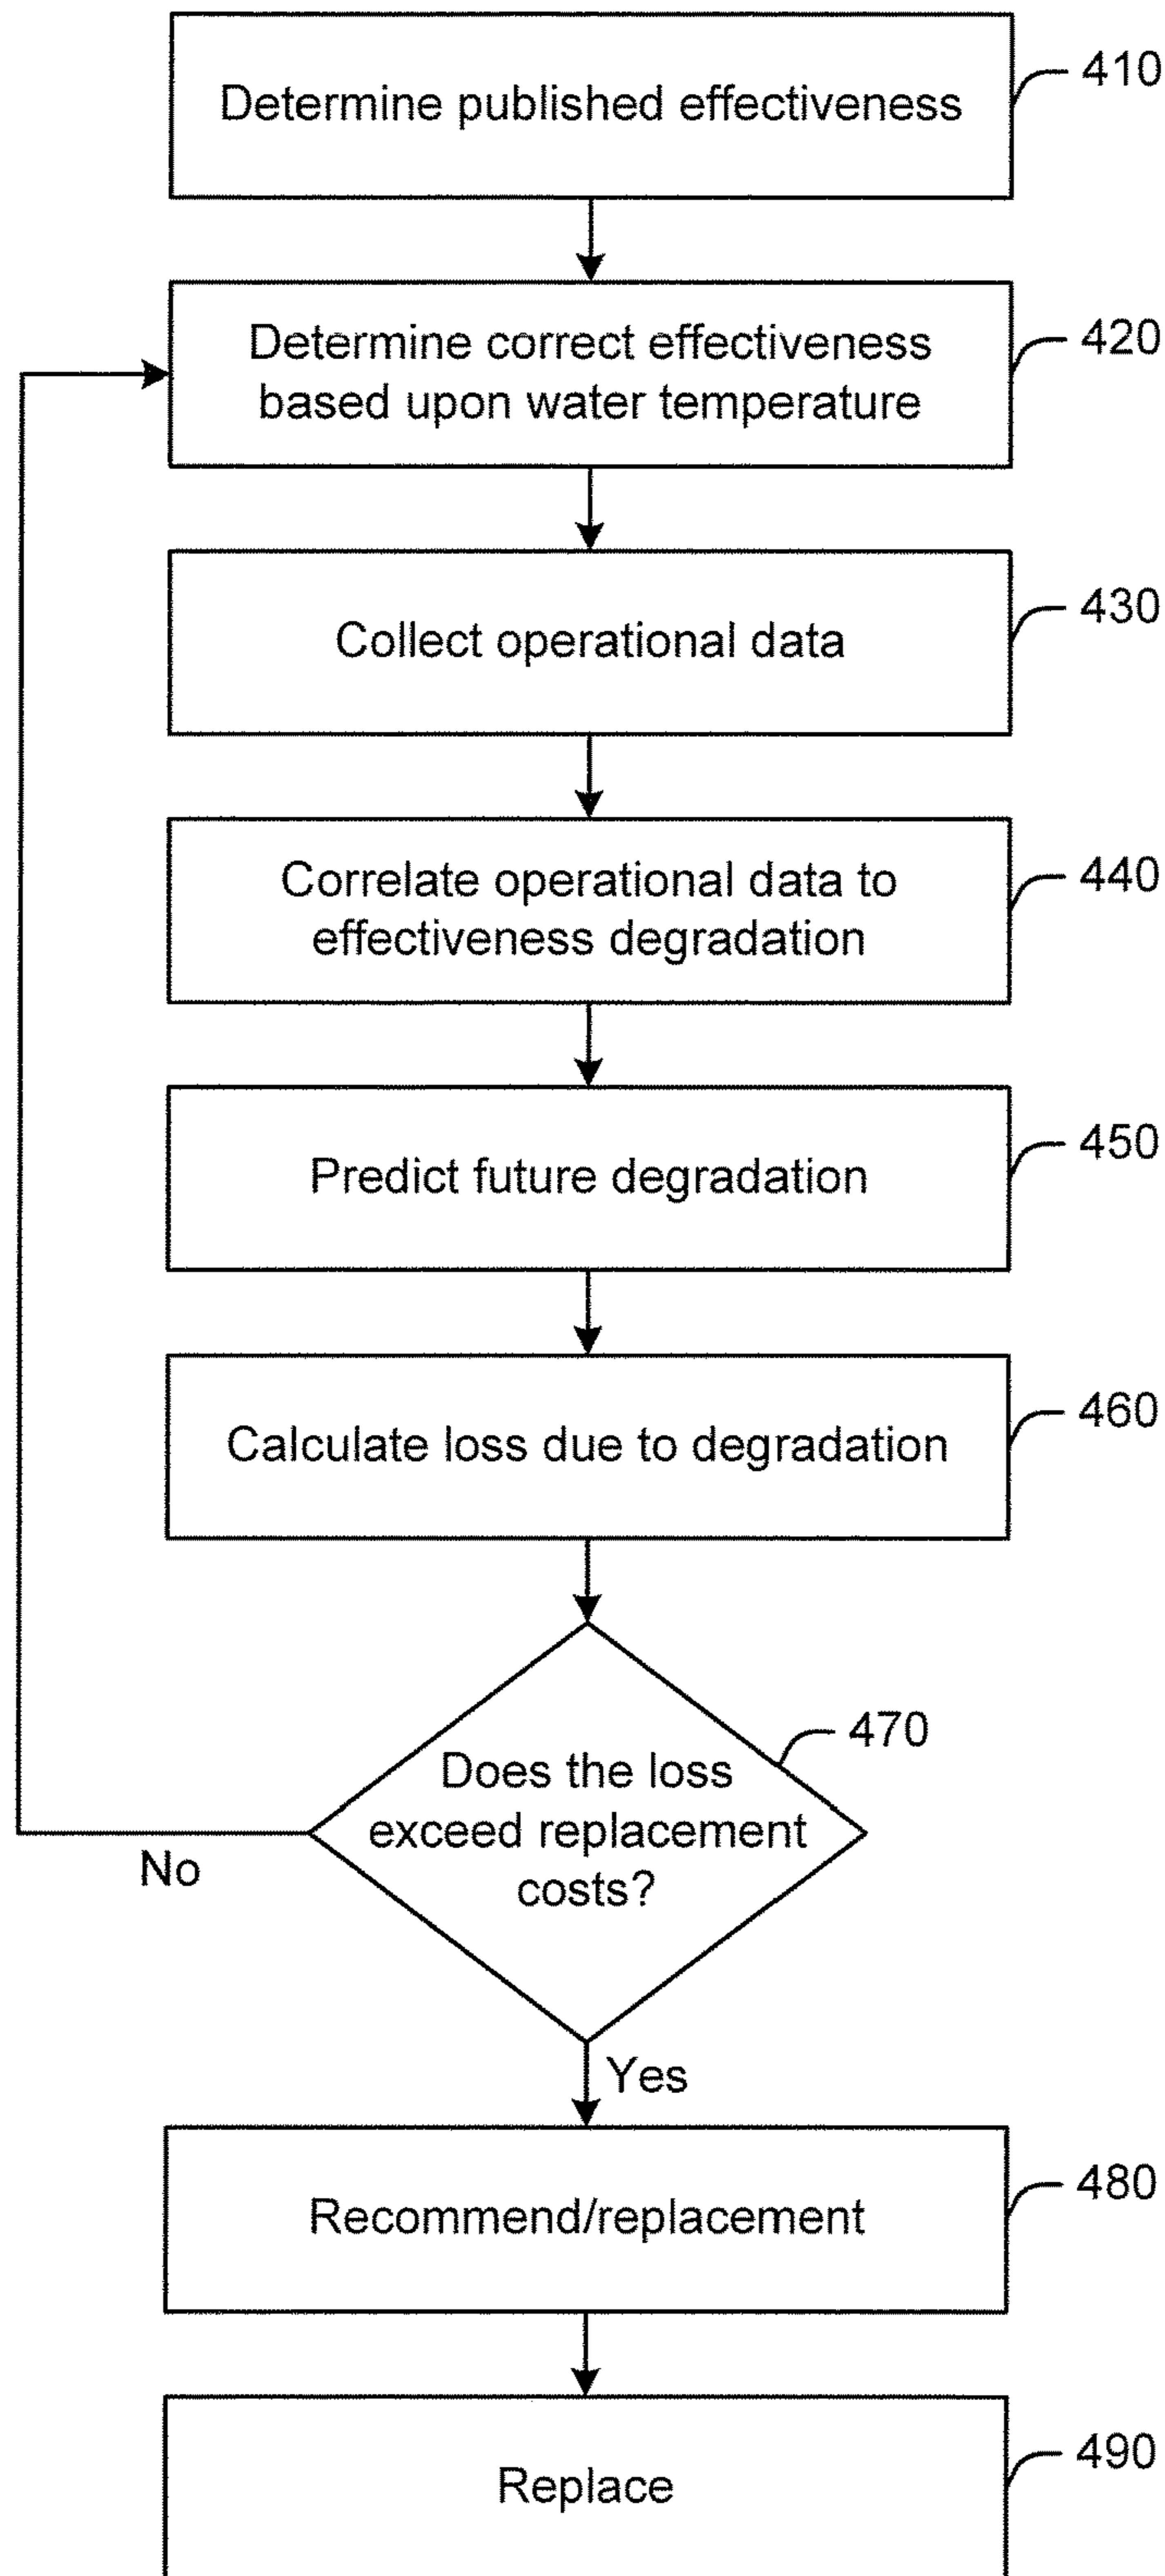 Determine published effectiveness
410
Determine correct effectiveness
based upon water temperature
420
Collect operational data
430
Correlate operational data to
effectiveness degradation
440
Predict future degradation
450
Calculate loss due to degradation
460
Does the loss
exceed replacement
costs?
470
No
Yes
Recommend/replacement
480
Replace
490